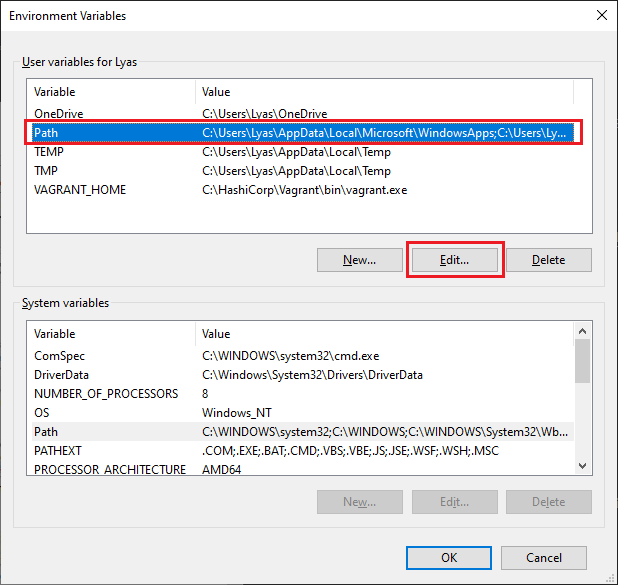 Environment Variables
User variables for Lyas
Variable Value
OneDrive C:\Users\Lyas\OneDrive
Path C:\Users\Lyas\AppData\Local\Microsoft\WindowsApps;C:\Users\Ly...
TEMP C:\Users\Lyas\AppData\Local\Temp
TMP C:\Users\Lyas\AppData\Local\Temp
VAGRANT_HOME C:\HashiCorp\Vagrant\bin\vagrant.exe
New... Edit... Delete
System variables
Variable Value
ComSpec C:\WINDOWS\system32\cmd.exe
DriverData C:\Windows\System32\Drivers\DriverData
NUMBER_OF_PROCESSORS 8
OS Windows_NT
Path C:\WINDOWS\system32;C:\WINDOWS;C:\WINDOWS\System32\Wb...
PATHEXT .COM;.EXE;.BAT;.CMD;.VBS;.VBE;.JS;.JSE;.WSF;.WSH;.MSC
PROCESSOR_ARCHITECTURE AMD64
New... Edit... Delete
OK Cancel